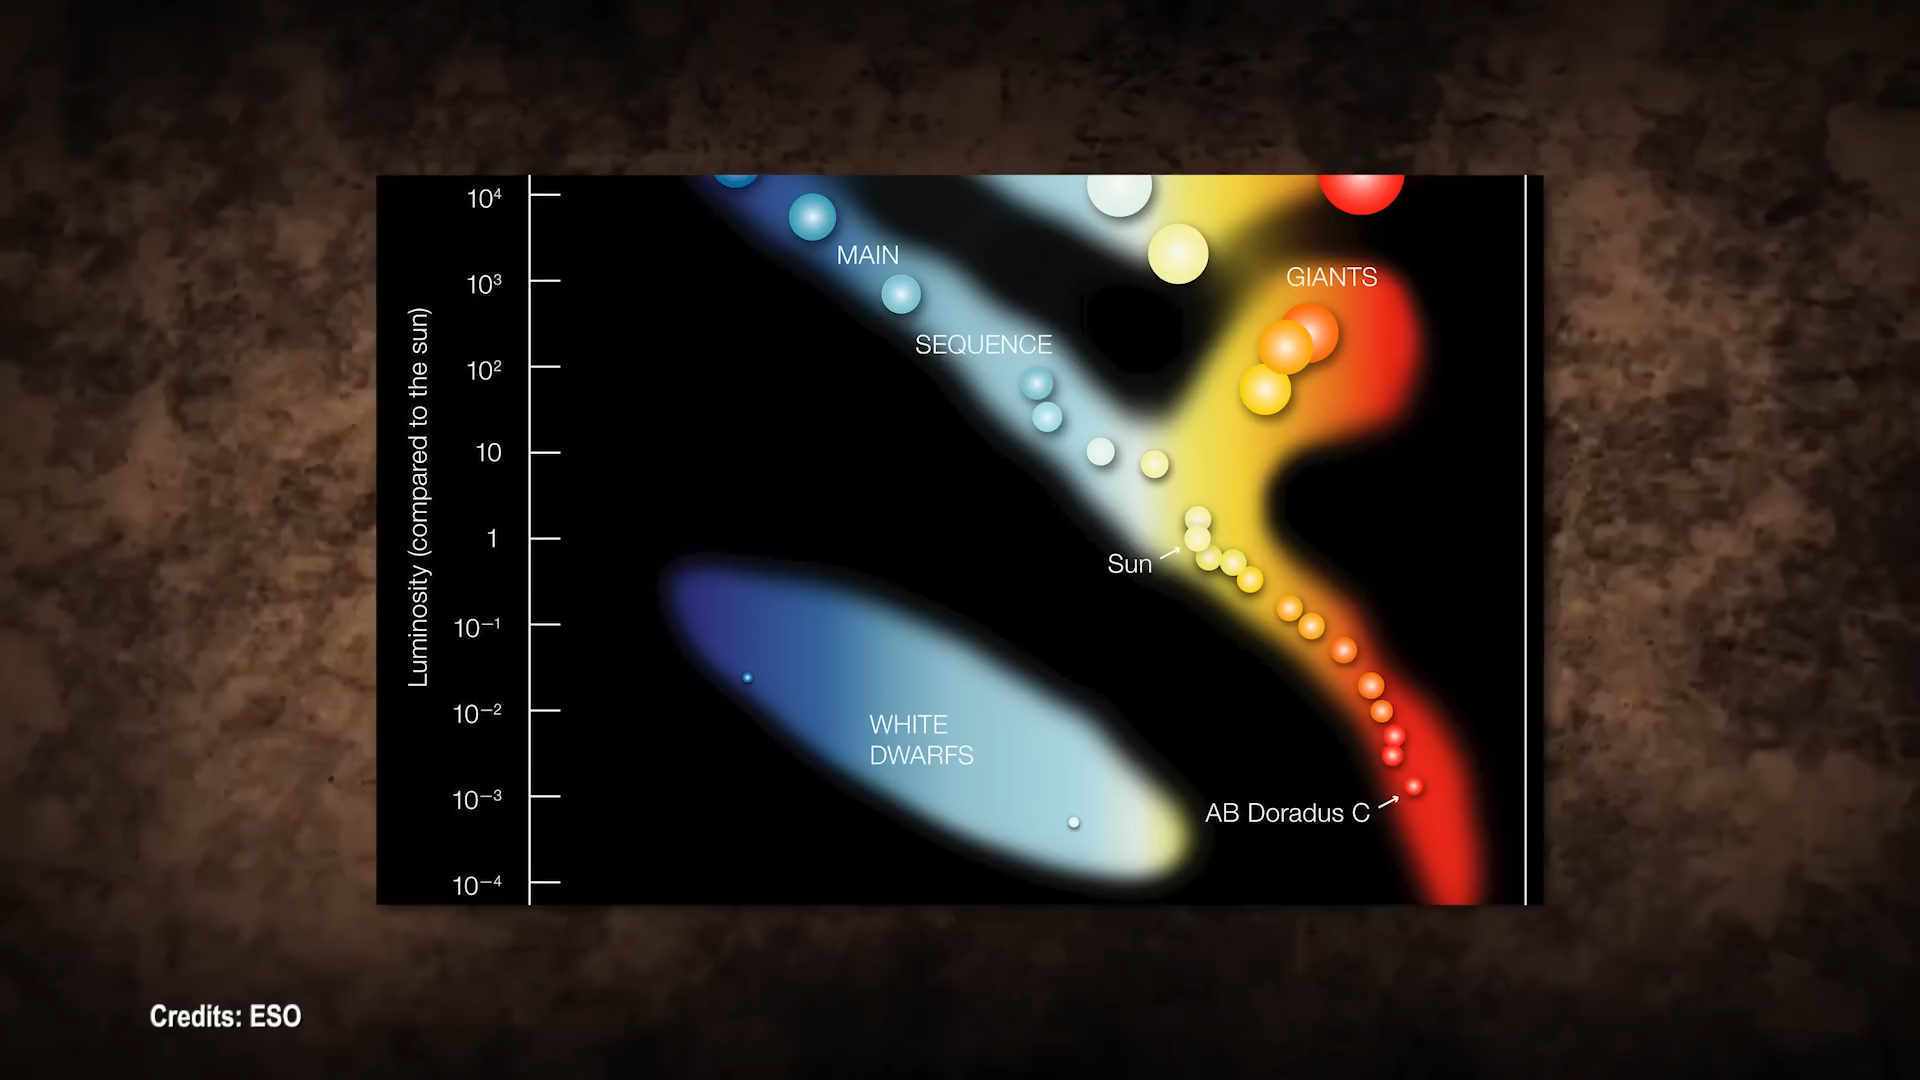 10⁴
10³
10²
10
1
10⁻¹
10⁻²
10⁻³
10⁻⁴
Luminosity (compared to the sun)
MAIN
SEQUENCE
GIANTS
Sun
WHITE
DWARFS
AB Doradus C
Credits: ESO